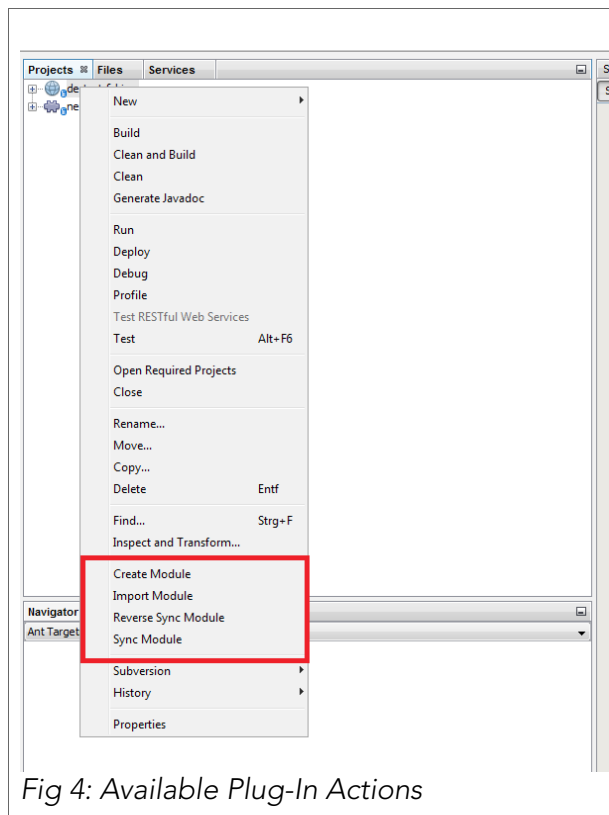 Projects Files Services
New
Build
Clean and Build
Clean
Generate Javadoc
Run
Deploy
Debug
Profile
Test RESTful Web Services
Test Alt+F6
Open Required Projects
Close
Rename...
Move...
Copy...
Delete Entf
Find... Strg+F
Inspect and Transform...
Create Module
Import Module
Reverse Sync Module
Sync Module
Navigator
Ant Target
Subversion
History
Properties
Fig 4: Available Plug-In Actions